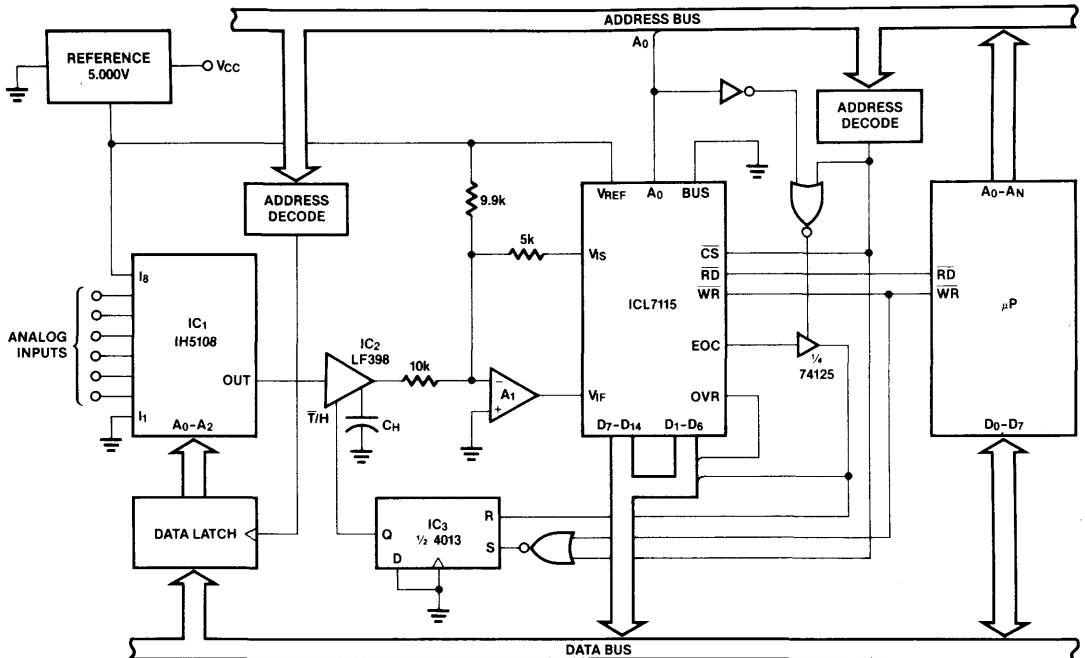 ADDRESS BUS
A0
REFERENCE
5.000V
VCC
ADDRESS
DECODE
ADDRESS
DECODE
9.9k
5k
VREF
A0
BUS
A0–AN
VIS
CS
RD
WR
RD
WR
ICL7115
μP
I8
ANALOG
INPUTS
IC1
IH5108
OUT
I1
A0–A2
IC2
LF398
10k
T/H
CH
−
+
A1
VIF
EOC
¼
74125
OVR
D7–D14
D1–D6
D0–D7
DATA LATCH
Q
IC3
½ 4013
R
S
D
DATA BUS